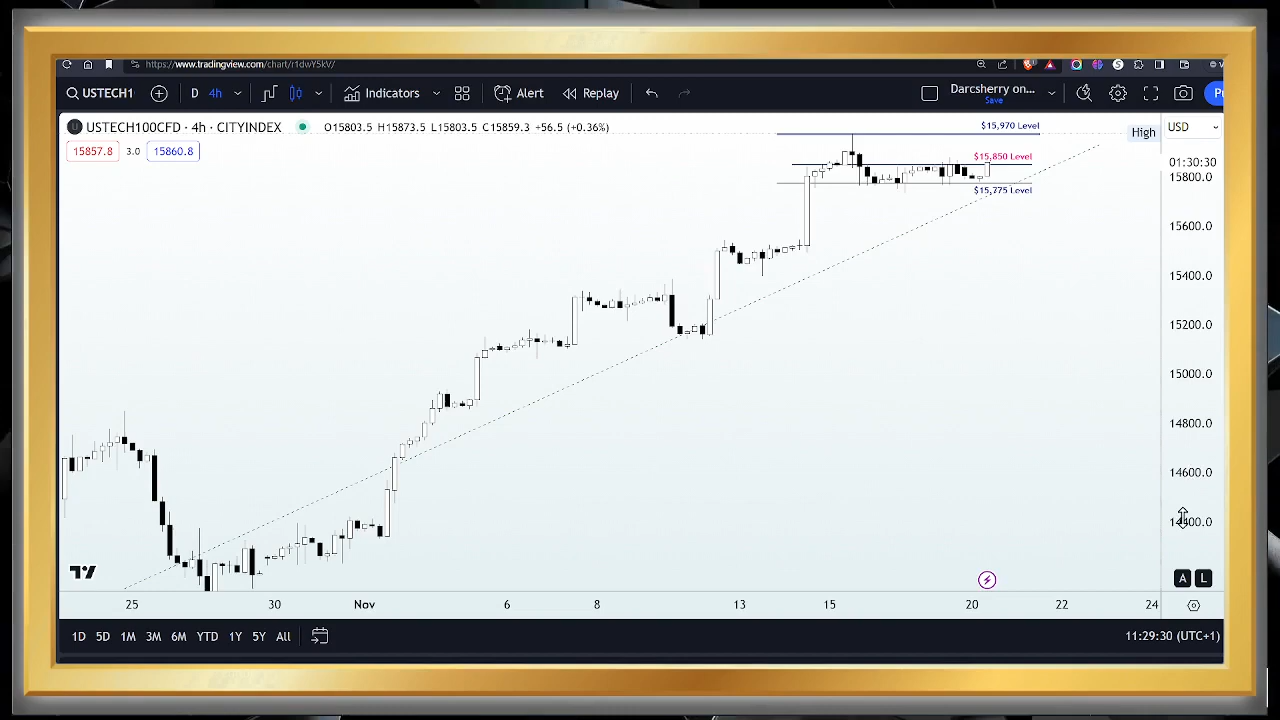 https://www.tradingview.com/chart/r1dwY5kV/
USTECH1 D 4h Indicators Alert Replay Darcsherry on... Save
USTECH100CFD · 4h · CITYINDEX O15803.5 H15873.5 L15803.5 C15859.3 +56.5 (+0.36%)
15857.8 3.0 15860.8
$15,970 Level
High
USD
$15,850 Level
$15,775 Level
01:30:30
15800.0
15600.0
15400.0
15200.0
15000.0
14800.0
14600.0
14400.0
A L
25 30 Nov 6 8 13 15 20 22 24
1D 5D 1M 3M 6M YTD 1Y 5Y All 11:29:30 (UTC+1)